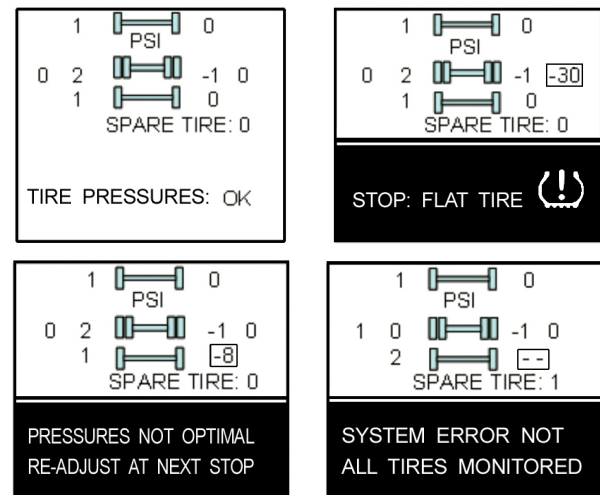 1 0
PSI
0 2 -1 0
1 0
SPARE TIRE: 0
TIRE PRESSURES: OK
1 0
PSI
0 2 -1 -30
1 0
SPARE TIRE: 0
STOP: FLAT TIRE (!)
1 0
PSI
0 2 -1 0
1 -8
SPARE TIRE: 0
PRESSURES NOT OPTIMAL
RE-ADJUST AT NEXT STOP
1 0
PSI
1 0 -1 0
2 --
SPARE TIRE: 1
SYSTEM ERROR NOT
ALL TIRES MONITORED